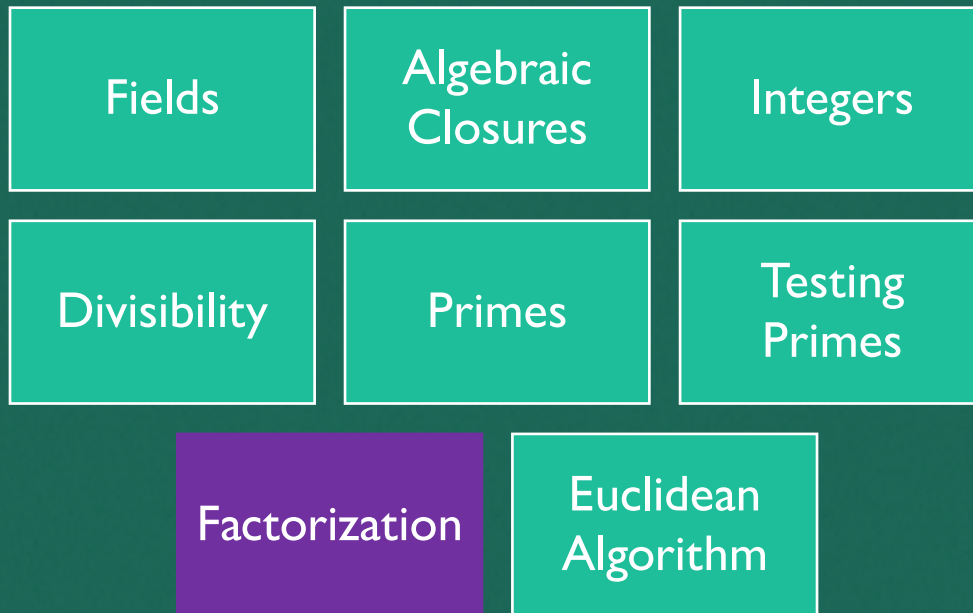 Fields
Algebraic
Closures
Integers
Divisibility
Primes
Testing
Primes
Factorization
Euclidean
Algorithm